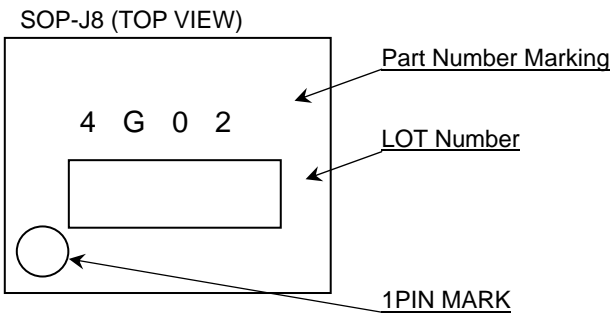 SOP-J8 (TOP VIEW)
Part Number Marking
4 G 0 2
LOT Number
1PIN MARK